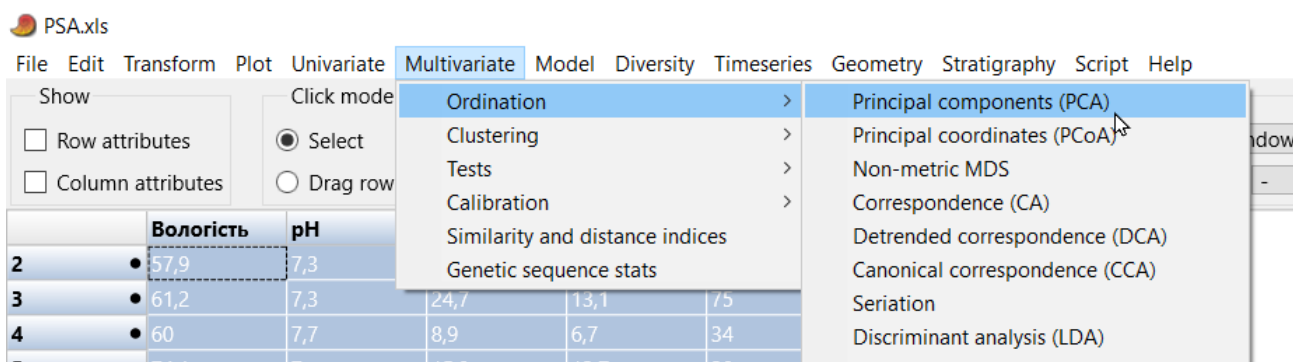 PSA.xls
File Edit Transform Plot Univariate Multivariate Model Diversity Timeseries Geometry Stratigraphy Script Help
Show Click mode Ordination > Principal components (PCA)
Row attributes Select Clustering > Principal coordinates (PCoA)
Tests > Non-metric MDS
Column attributes Drag row Calibration > Correspondence (CA) -
Вологість pH Similarity and distance indices Detrended correspondence (DCA)
2 57,9 7,3 Genetic sequence stats Canonical correspondence (CCA)
3 61,2 7,3 24,7 13,1 75 Seriation
4 60 7,7 8,9 6,7 34 Discriminant analysis (LDA)